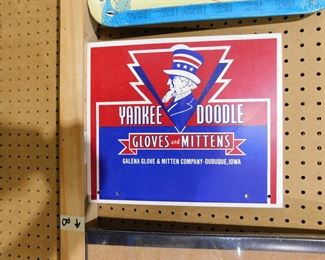 YANKEE DOODLE
GLOVES and MITTENS
GALENA GLOVE & MITTEN COMPANY-DUBUQUE, IOWA